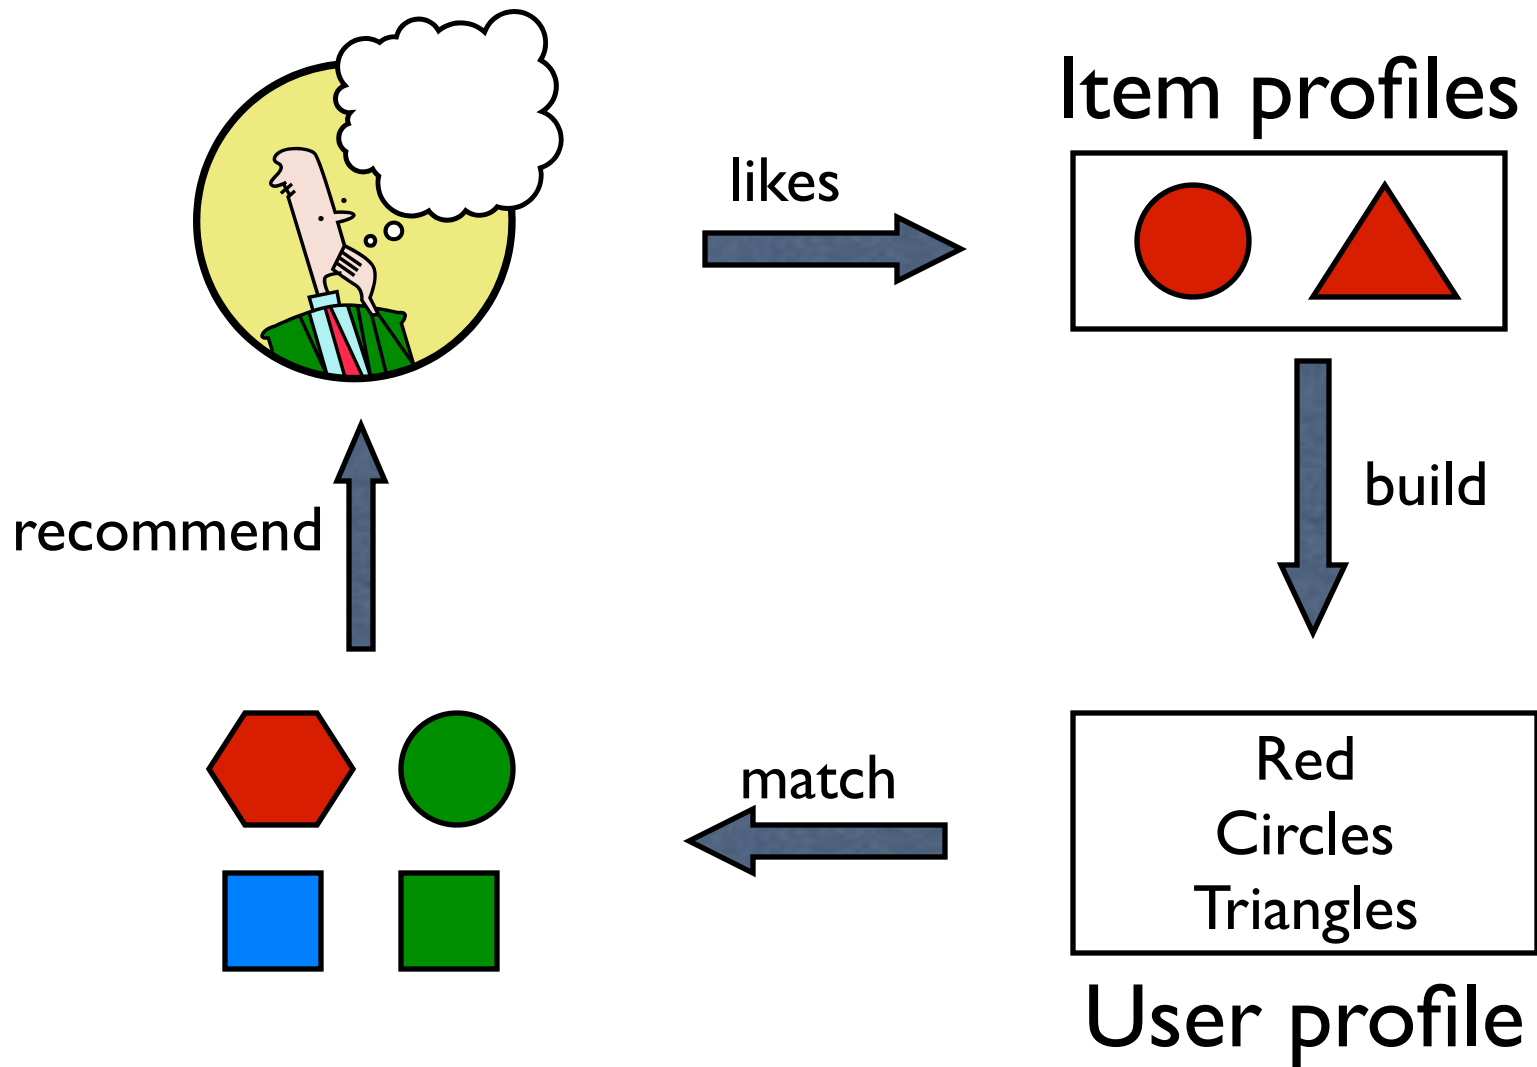 Item profiles
likes
build
recommend
match
Red
Circles
Triangles
User profile